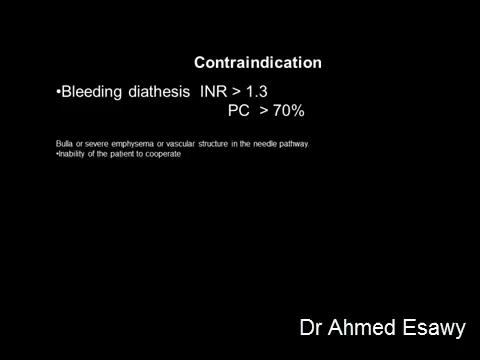 Contraindication
•Bleeding diathesis INR > 1.3
PC > 70%
Bulla or severe emphysema or vascular structure in the needle pathway.
•Inability of the patient to cooperate
Dr Ahmed Esawy